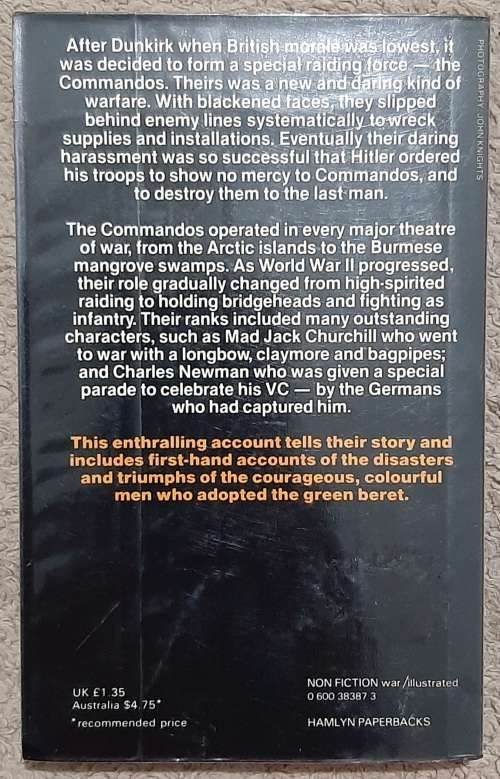 After Dunkirk when British morale was lowest, it
was decided to form a special raiding force — the
Commandos. Theirs was a new and daring kind of
warfare. With blackened faces, they slipped
behind enemy lines systematically to wreck
supplies and installations. Eventually their daring
harassment was so successful that Hitler ordered
his troops to show no mercy to Commandos, and
to destroy them to the last man.
The Commandos operated in every major theatre
of war, from the Arctic islands to the Burmese
mangrove swamps. As World War II progressed,
their role gradually changed from high-spirited
raiding to holding bridgeheads and fighting as
infantry. Their ranks included many outstanding
characters, such as Mad Jack Churchill who went
to war with a longbow, claymore and bagpipes;
and Charles Newman who was given a special
parade to celebrate his VC — by the Germans
who had captured him.
This enthralling account tells their story and
includes first-hand accounts of the disasters
and triumphs of the courageous, colourful
men who adopted the green beret.
PHOTOGRAPHY JOHN KNIGHTS
UK £1.35
Australia $4.75*
*recommended price
NON FICTION war/illustrated
0 600 38387 3
HAMLYN PAPERBACKS